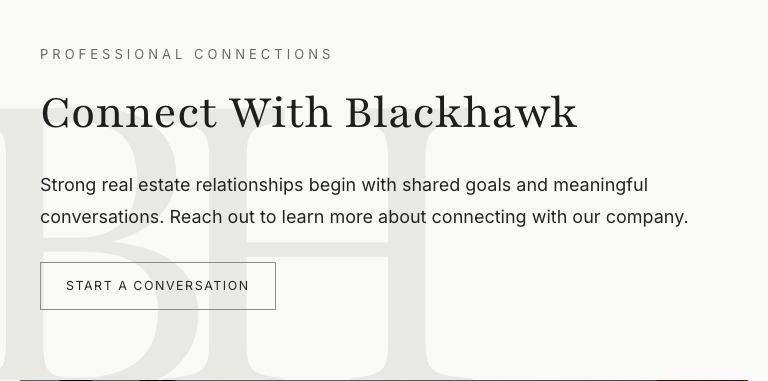 PROFESSIONAL CONNECTIONS
Connect With Blackhawk
Strong real estate relationships begin with shared goals and meaningful
conversations. Reach out to learn more about connecting with our company.
START A CONVERSATION
BH